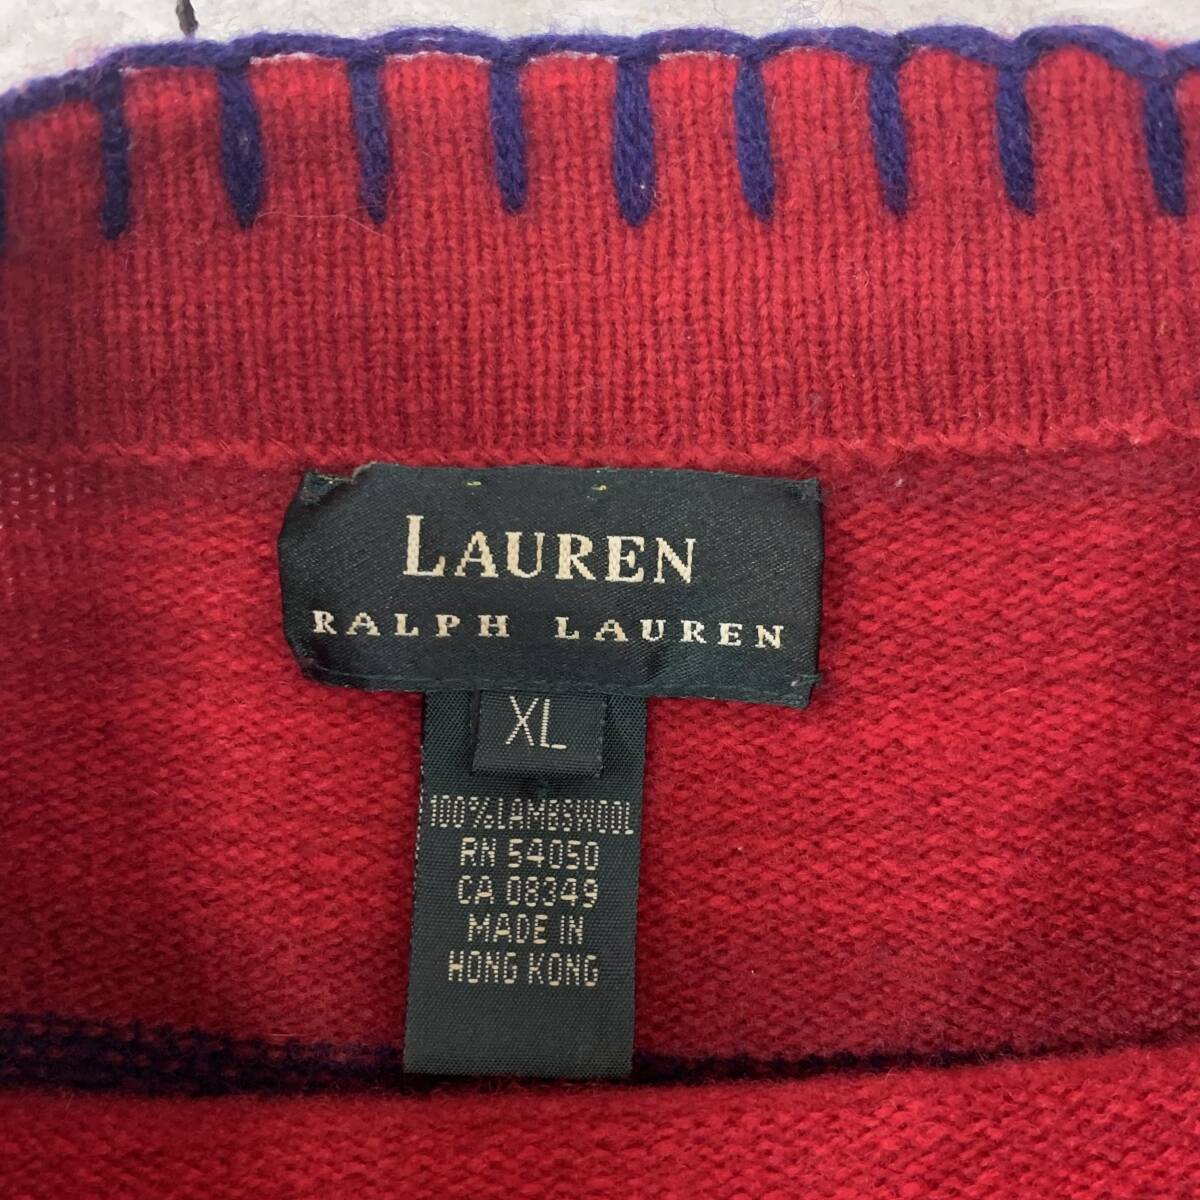 LAUREN
RALPH LAUREN
XL
100% LAMBSWOOL
RN 54050
CA 08349
MADE IN
HONG KONG